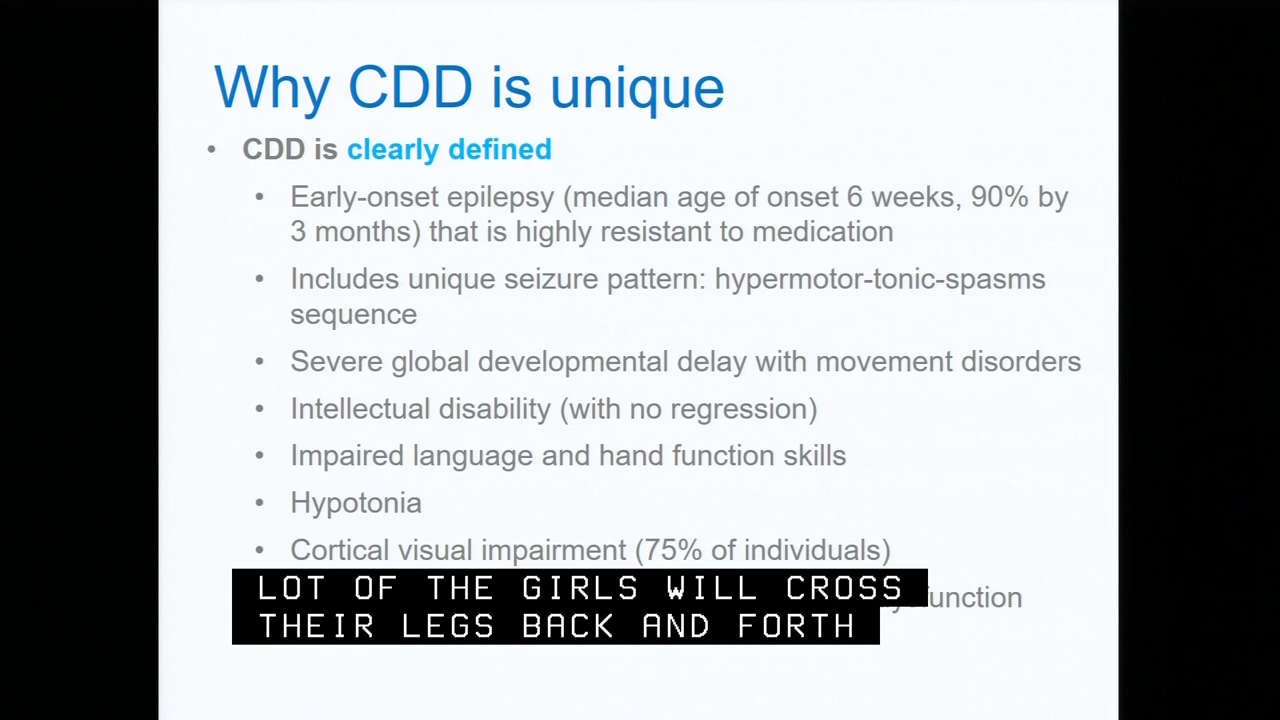 Why CDD is unique
• CDD is clearly defined
• Early-onset epilepsy (median age of onset 6 weeks, 90% by
3 months) that is highly resistant to medication
• Includes unique seizure pattern: hypermotor-tonic-spasms
sequence
• Severe global developmental delay with movement disorders
• Intellectual disability (with no regression)
• Impaired language and hand function skills
• Hypotonia
• Cortical visual impairment (75% of individuals)
LOT OF THE GIRLS WILL CROSS
THEIR LEGS BACK AND FORTH